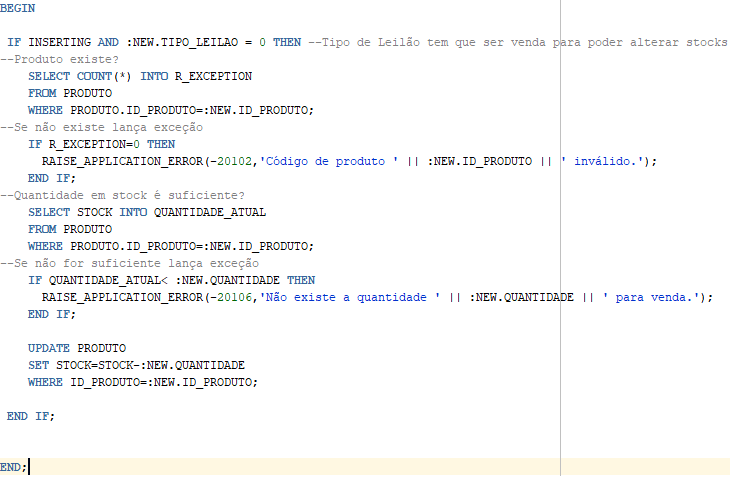 BEGIN
IF INSERTING AND :NEW.TIPO_LEILAO = 0 THEN --Tipo de Leilão tem que ser venda para poder alterar stocks
--Produto existe?
SELECT COUNT(*) INTO R_EXCEPTION
FROM PRODUTO
WHERE PRODUTO.ID_PRODUTO=:NEW.ID_PRODUTO;
--Se não existe lança exceção
IF R_EXCEPTION=0 THEN
RAISE_APPLICATION_ERROR(-20102,'Código de produto ' || :NEW.ID_PRODUTO || ' inválido.');
END IF;
--Quantidade em stock é suficiente?
SELECT STOCK INTO QUANTIDADE_ATUAL
FROM PRODUTO
WHERE PRODUTO.ID_PRODUTO=:NEW.ID_PRODUTO;
--Se não for suficiente lança exceção
IF QUANTIDADE_ATUAL< :NEW.QUANTIDADE THEN
RAISE_APPLICATION_ERROR(-20106,'Não existe a quantidade ' || :NEW.QUANTIDADE || ' para venda.');
END IF;
UPDATE PRODUTO
SET STOCK=STOCK-:NEW.QUANTIDADE
WHERE ID_PRODUTO=:NEW.ID_PRODUTO;
END IF;
END;